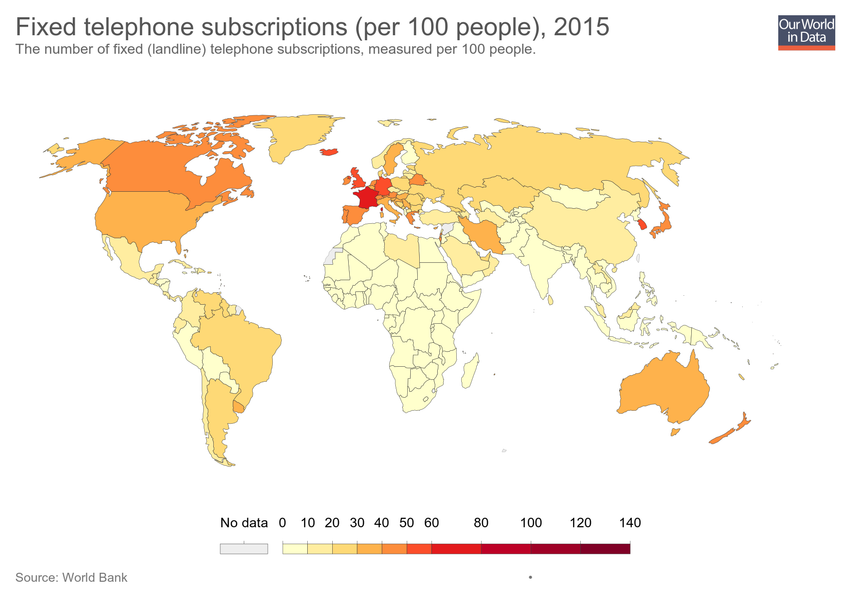 Fixed telephone subscriptions (per 100 people), 2015
The number of fixed (landline) telephone subscriptions, measured per 100 people.
Our World
in Data
No data 0 10 20 30 40 50 60 80 100 120 140
Source: World Bank